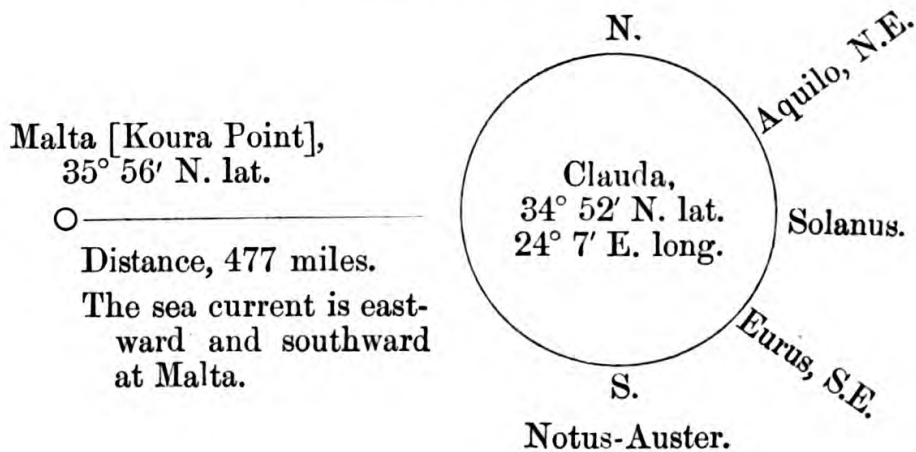 N.
Aquilo, N.E.
Malta [Koura Point],
35° 56′ N. lat.
Clauda,
34° 52′ N. lat.
24° 7′ E. long.
Solanus.
Distance, 477 miles.
The sea current is east-
ward and southward
at Malta.
Eurus, S.E.
S.
Notus-Auster.